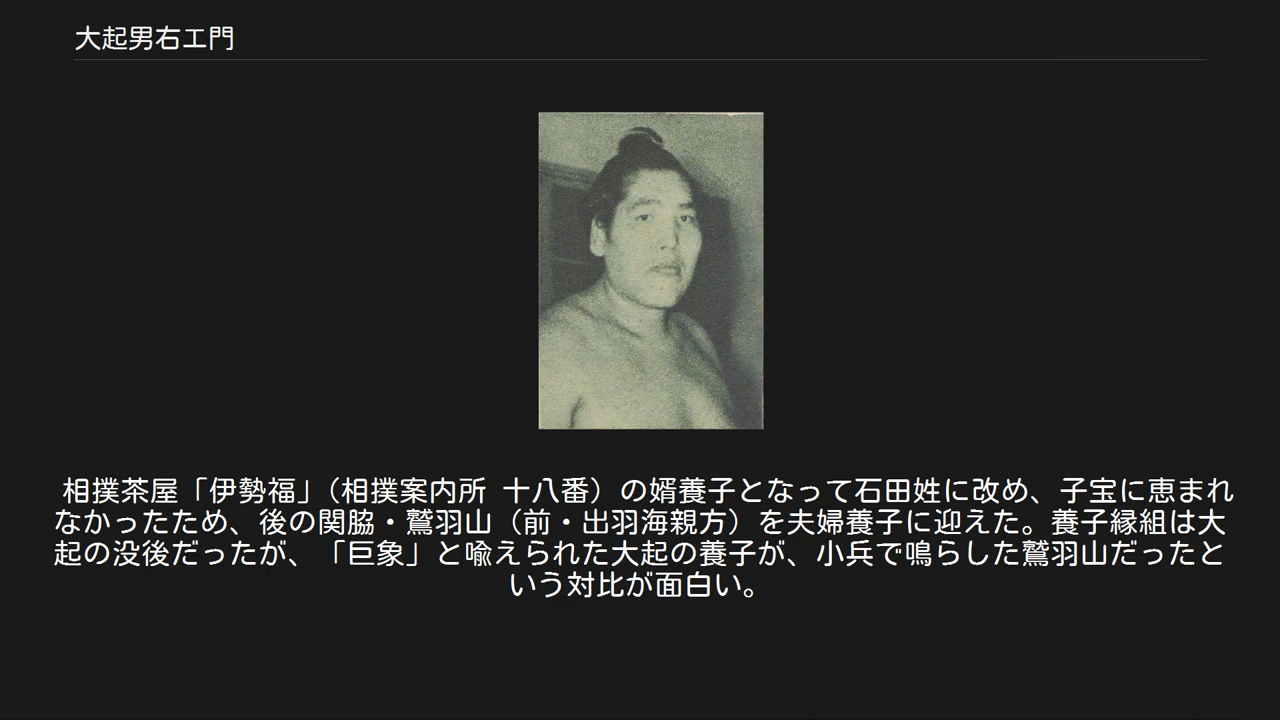 大起男右エ門
相撲茶屋「伊勢福」（相撲案内所 十八番）の婿養子となって石田姓に改め、子宝に恵まれ
なかったため、後の関脇・鷲羽山（前・出羽海親方）を夫婦養子に迎えた。養子縁組は大
起の没後だったが、「巨象」と喩えられた大起の養子が、小兵で鳴らした鷲羽山だったと
いう対比が面白い。